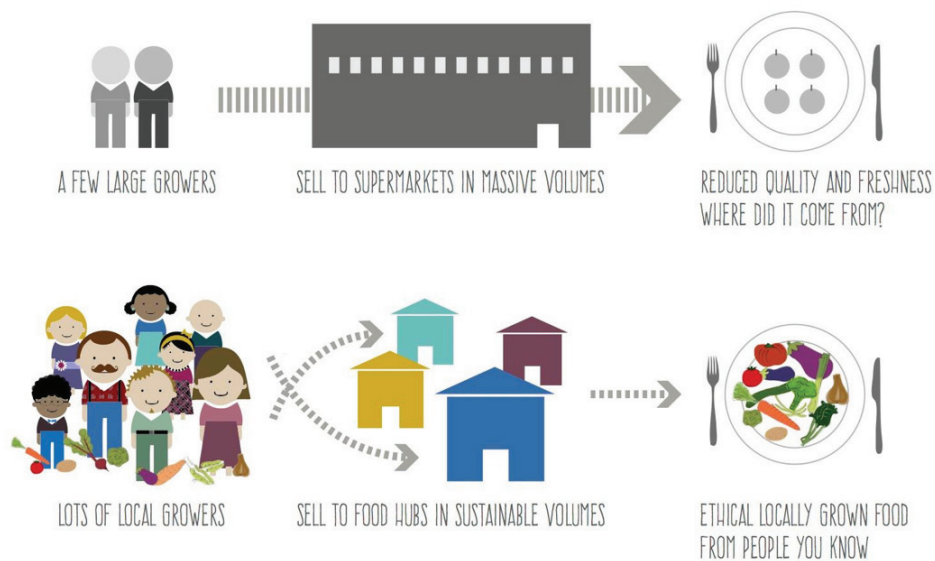 A FEW LARGE GROWERS
SELL TO SUPERMARKETS IN MASSIVE VOLUMES
REDUCED QUALITY AND FRESHNESS
WHERE DID IT COME FROM?
LOTS OF LOCAL GROWERS
SELL TO FOOD HUBS IN SUSTAINABLE VOLUMES
ETHICAL LOCALLY GROWN FOOD
FROM PEOPLE YOU KNOW